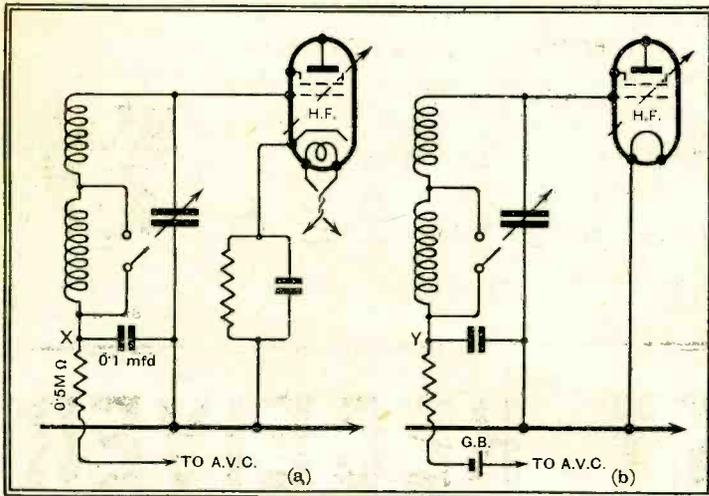 H.F.
X
0·1 mfd
0·5MΩ
TO A.V.C.
(a)
H.F.
Y
G.B.
TO A.V.C.
(b)